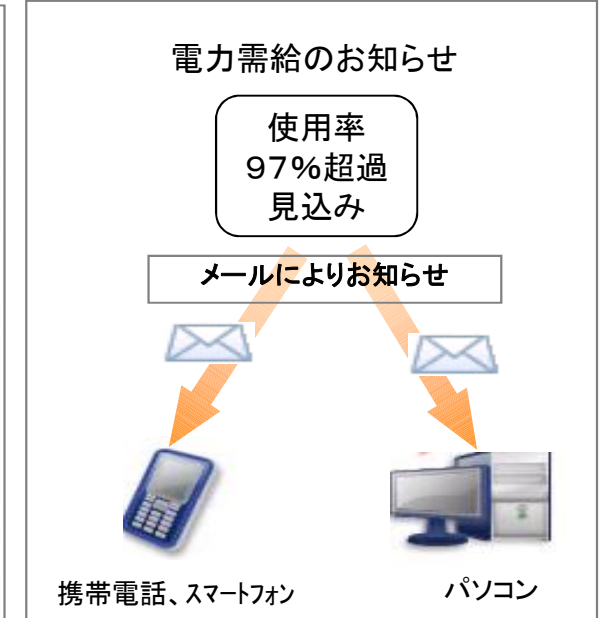 電力需給のお知らせ
使用率
97%超過
見込み
メールによりお知らせ
携帯電話、スマートフォン
パソコン